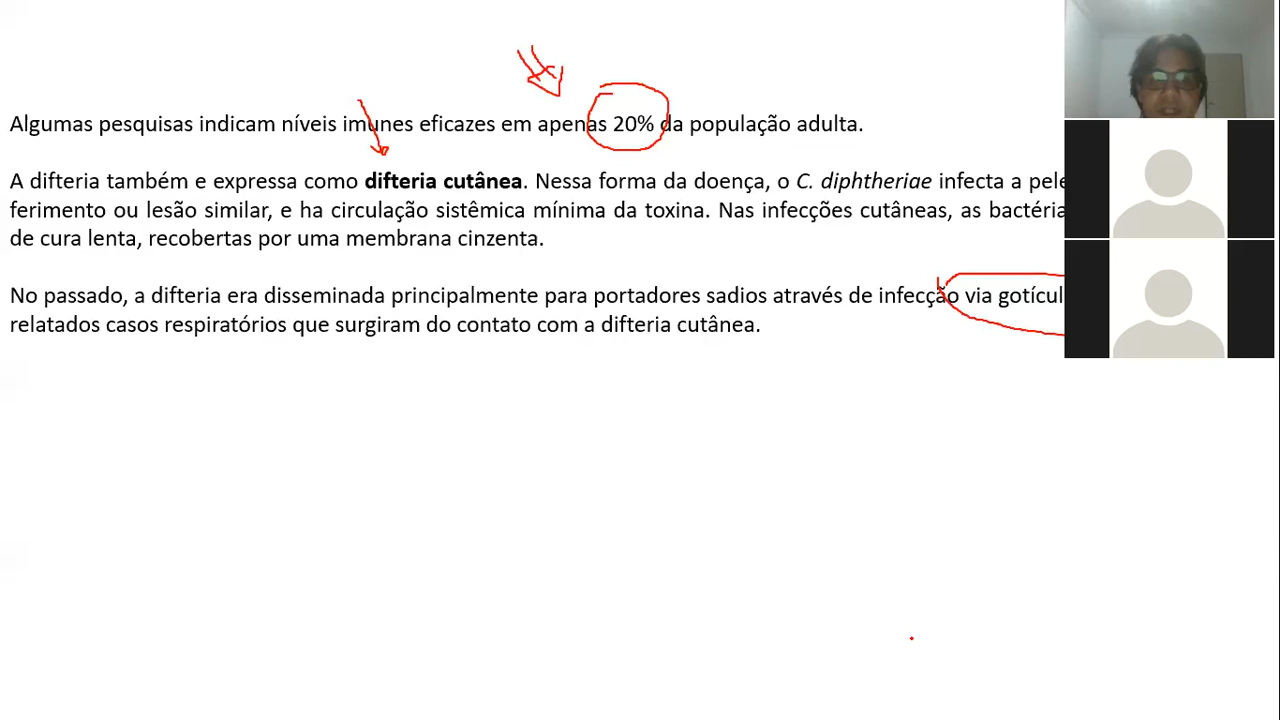 Algumas pesquisas indicam níveis imunes eficazes em apenas 20% da população adulta.
A difteria também e expressa como difteria cutânea. Nessa forma da doença, o C. diphtheriae infecta a pele
ferimento ou lesão similar, e ha circulação sistêmica mínima da toxina. Nas infecções cutâneas, as
de cura lenta, recobertas por uma membrana cinzenta.
No passado, a difteria era disseminada principalmente para portadores sadios através de infecção via
relatados casos respiratórios que surgiram do contato com a difteria cutânea.